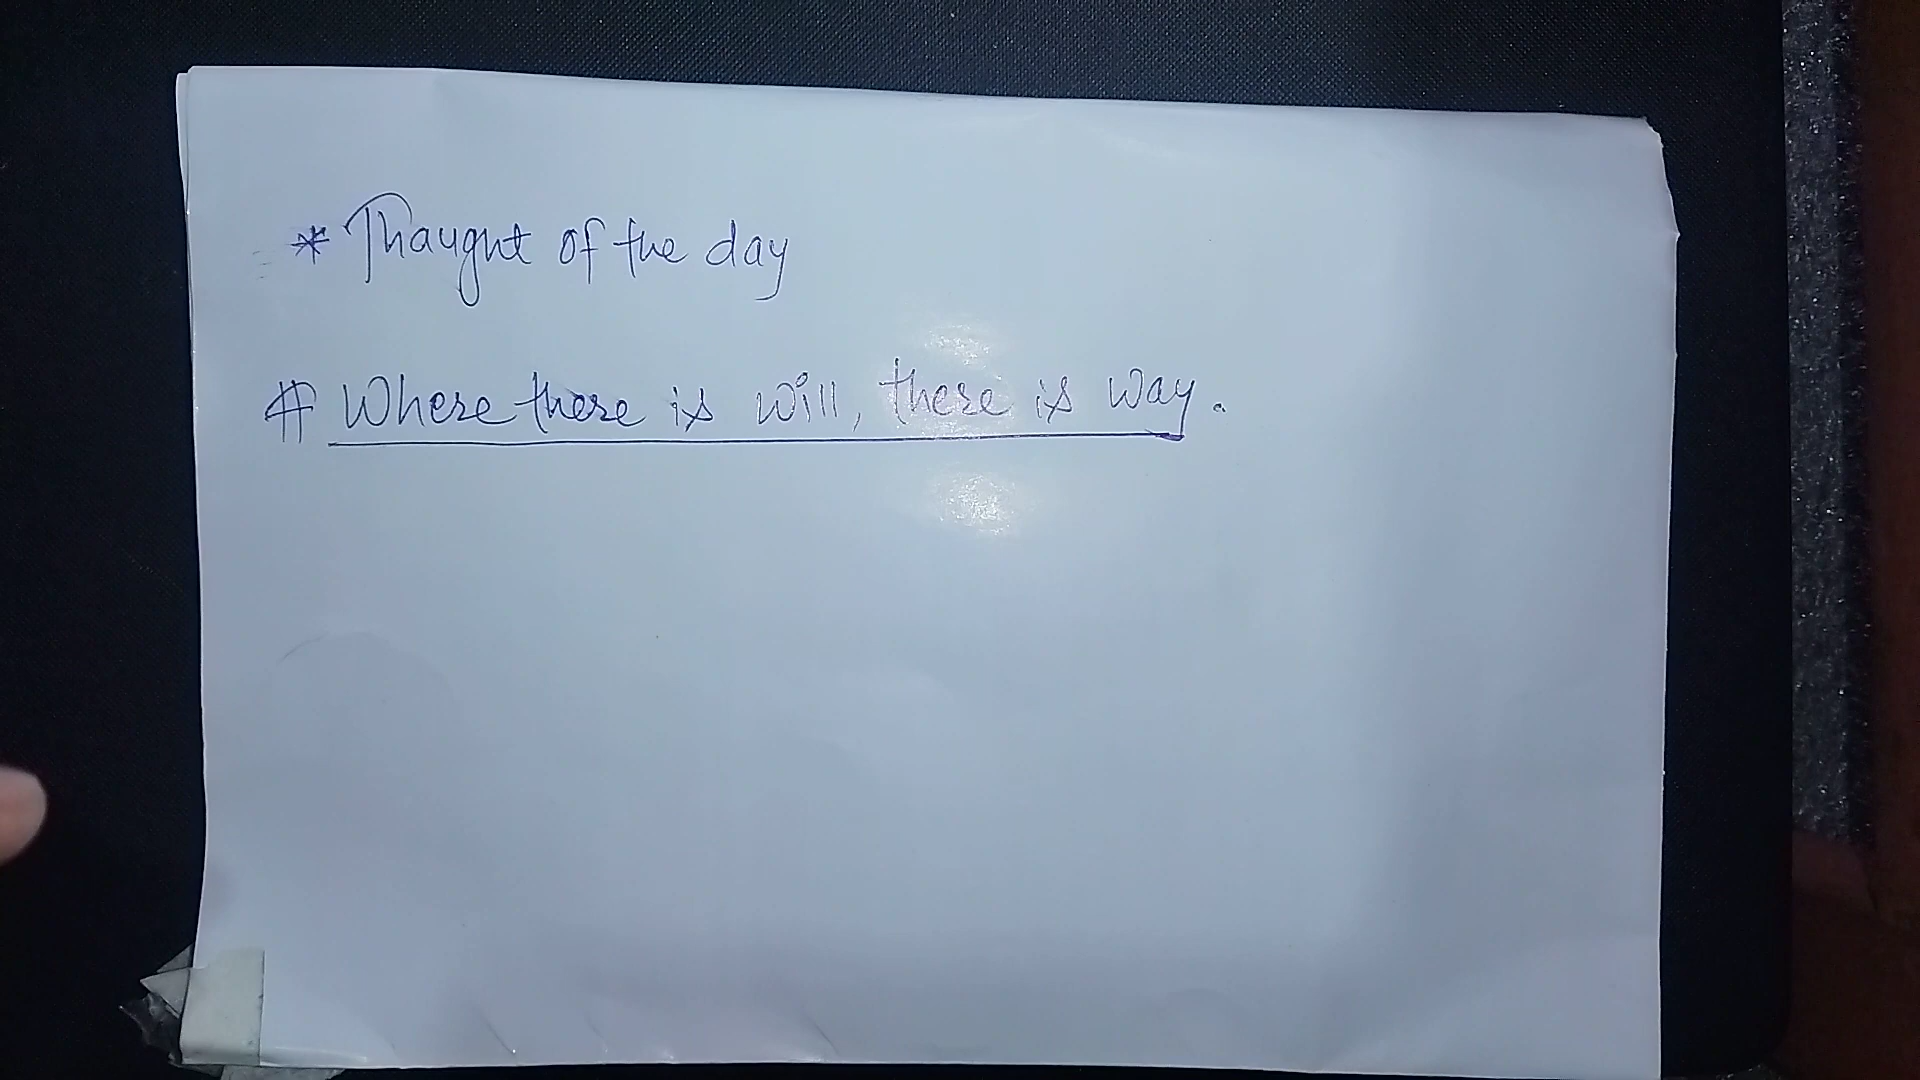 * Thaught of the day
# Where there is will, there is way.